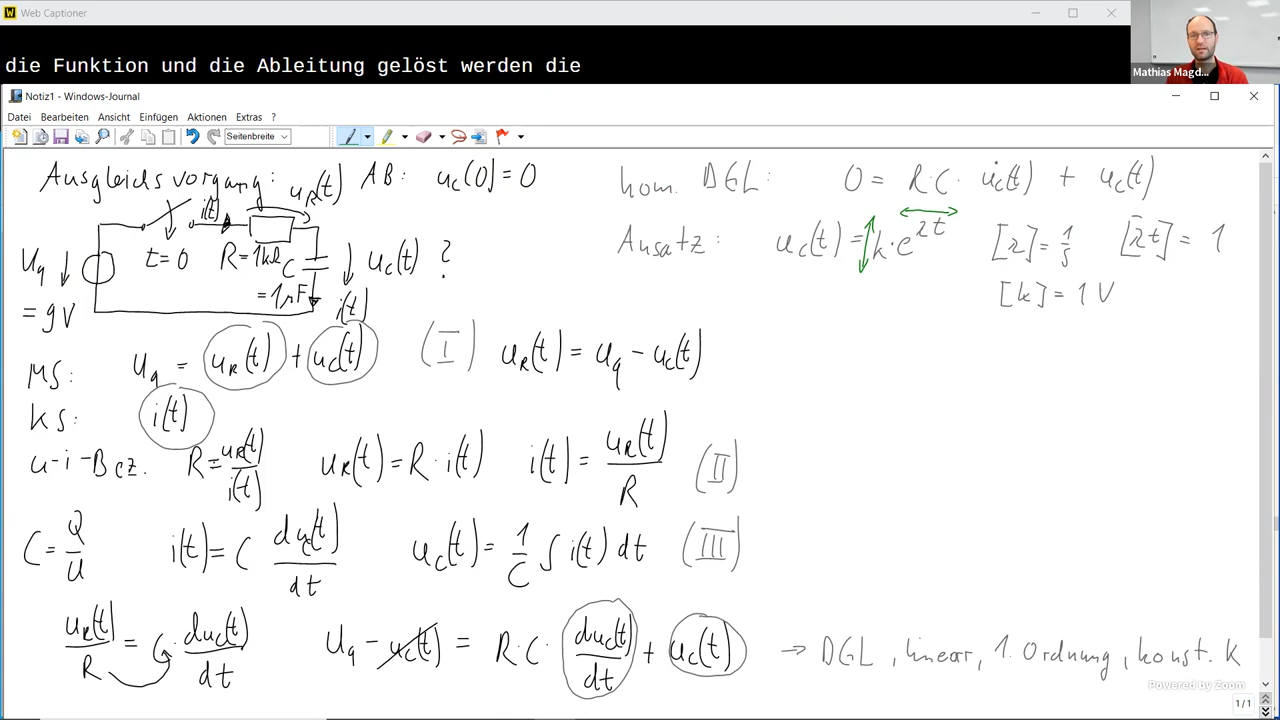 Web Captioner
die Funktion und die Ableitung gelöst werden die
Mathias Magd...
Notiz1 - Windows-Journal
Datei Bearbeiten Ansicht Einfügen Aktionen Extras ?
Seitenbreite
Ausgleichsvorgang: AB: u_C(0) = 0
u_R(t)
i(t)
U_q t=0 R=1kΩ C u_C(t) ?
= 1µF i(t)
= 9V
MS: U_q = u_R(t) + u_C(t) (I) u_R(t) = U_q - u_C(t)
KS: i(t)
u-i-Bez. R = u_R(t)/i(t) u_R(t) = R · i(t) i(t) = u_R(t)/R (II)
C = Q/U i(t) = C du_C(t)/dt u_C(t) = 1/C ∫ i(t) dt (III)
u_R(t)/R = C · du_C(t)/dt U_q - u_C(t) = R·C· du_C(t)/dt + u_C(t) → DGL, linear, 1. Ordnung, konst. K
hom. DGL: 0 = R·C· u̇_C(t) + u_C(t)
Ansatz: u_C(t) = k·e^{λt} [λ] = 1/s [λt] = 1
[k] = 1 V
Powered by Zoom
1/1